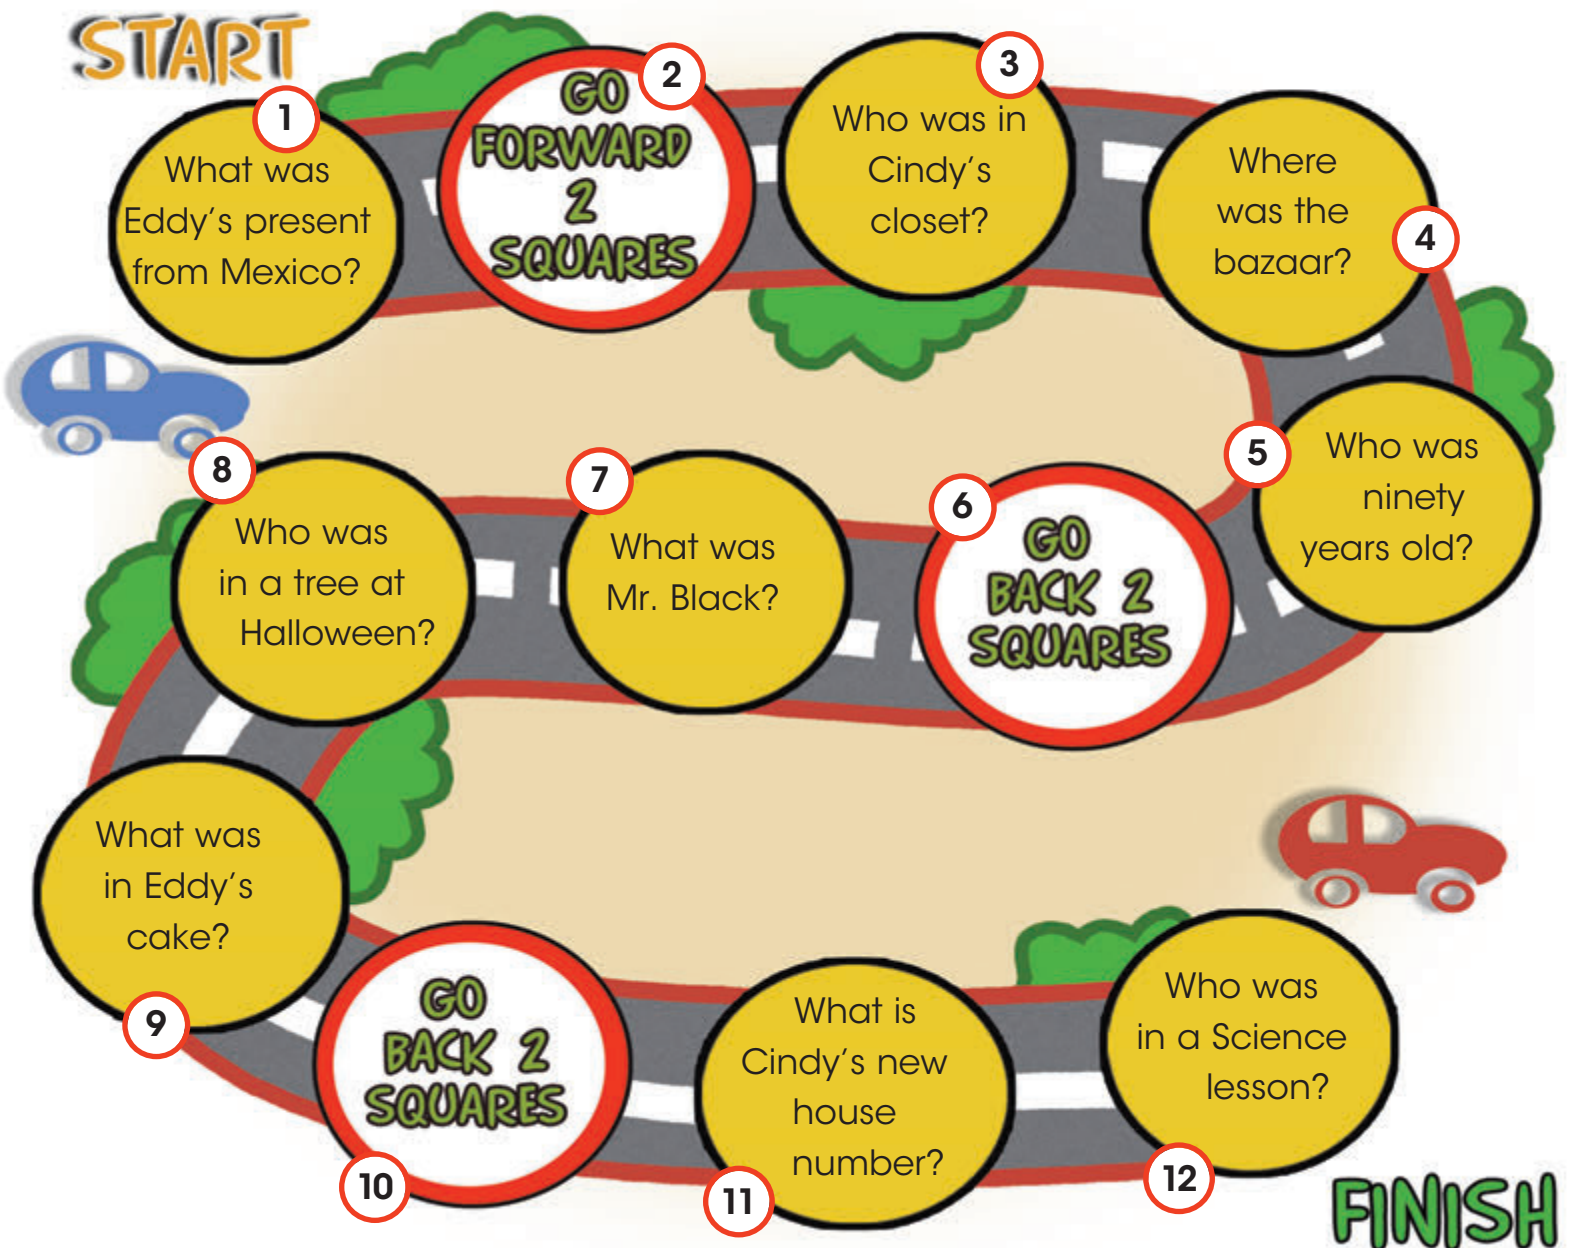 START
1
What was
Eddy's present
from Mexico?
2
GO
FORWARD
2
SQUARES
3
Who was in
Cindy's
closet?
4
Where
was the
bazaar?
5
Who was
ninety
years old?
6
GO
BACK 2
SQUARES
7
What was
Mr. Black?
8
Who was
in a tree at
Halloween?
9
What was
in Eddy's
cake?
10
GO
BACK 2
SQUARES
11
What is
Cindy's new
house
number?
12
Who was
in a Science
lesson?
FINISH